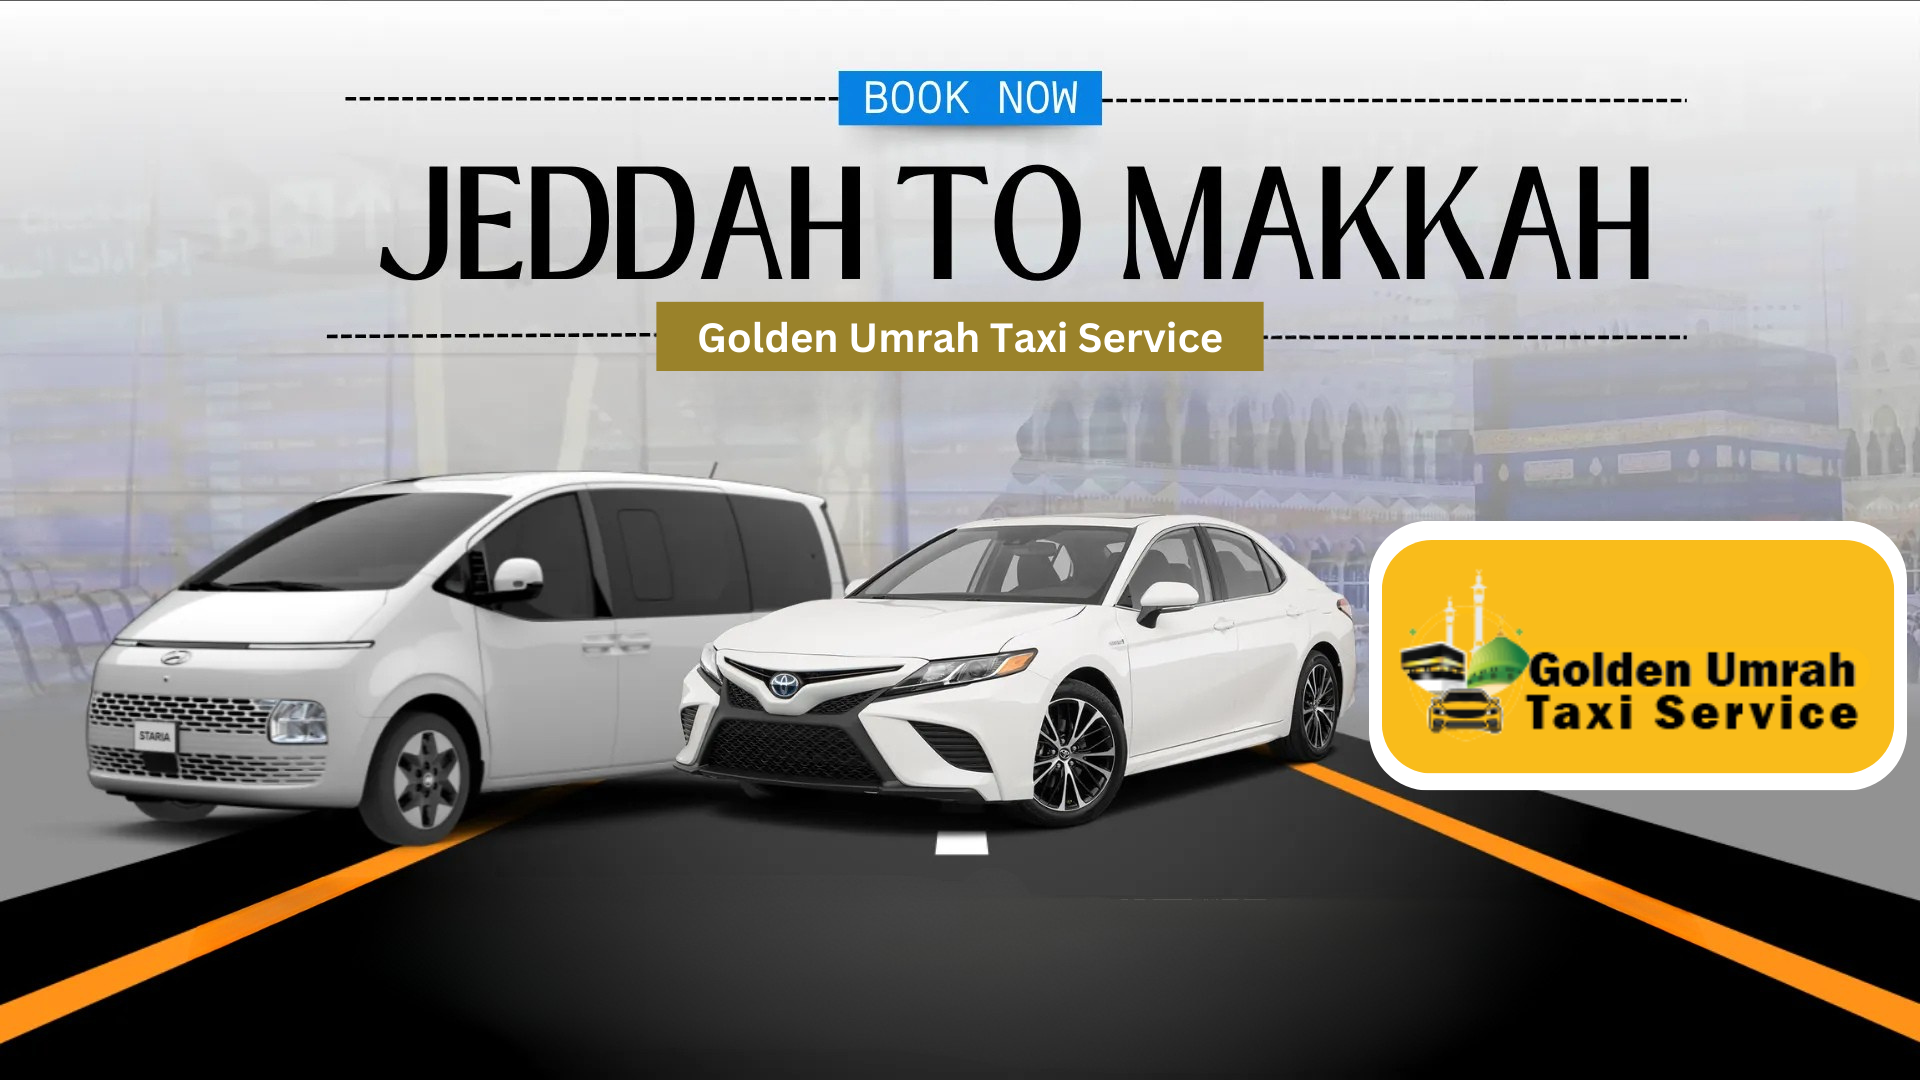 BOOK NOW
JEDDAH TO MAKKAH
Golden Umrah Taxi Service
STARIA
Golden Umrah
Taxi Service